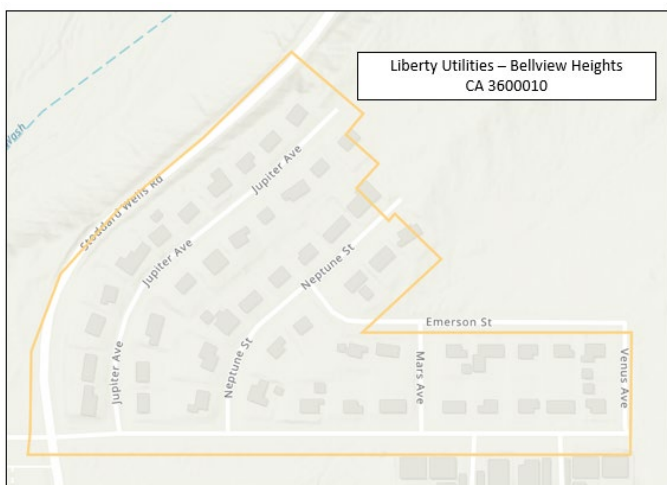 Liberty Utilities – Bellview Heights
CA 3600010
Wash
Stoddard Wells Rd
Jupiter Ave
Jupiter Ave
Neptune St
Emerson St
Jupiter Ave
Neptune St
Mars Ave
Venus Ave